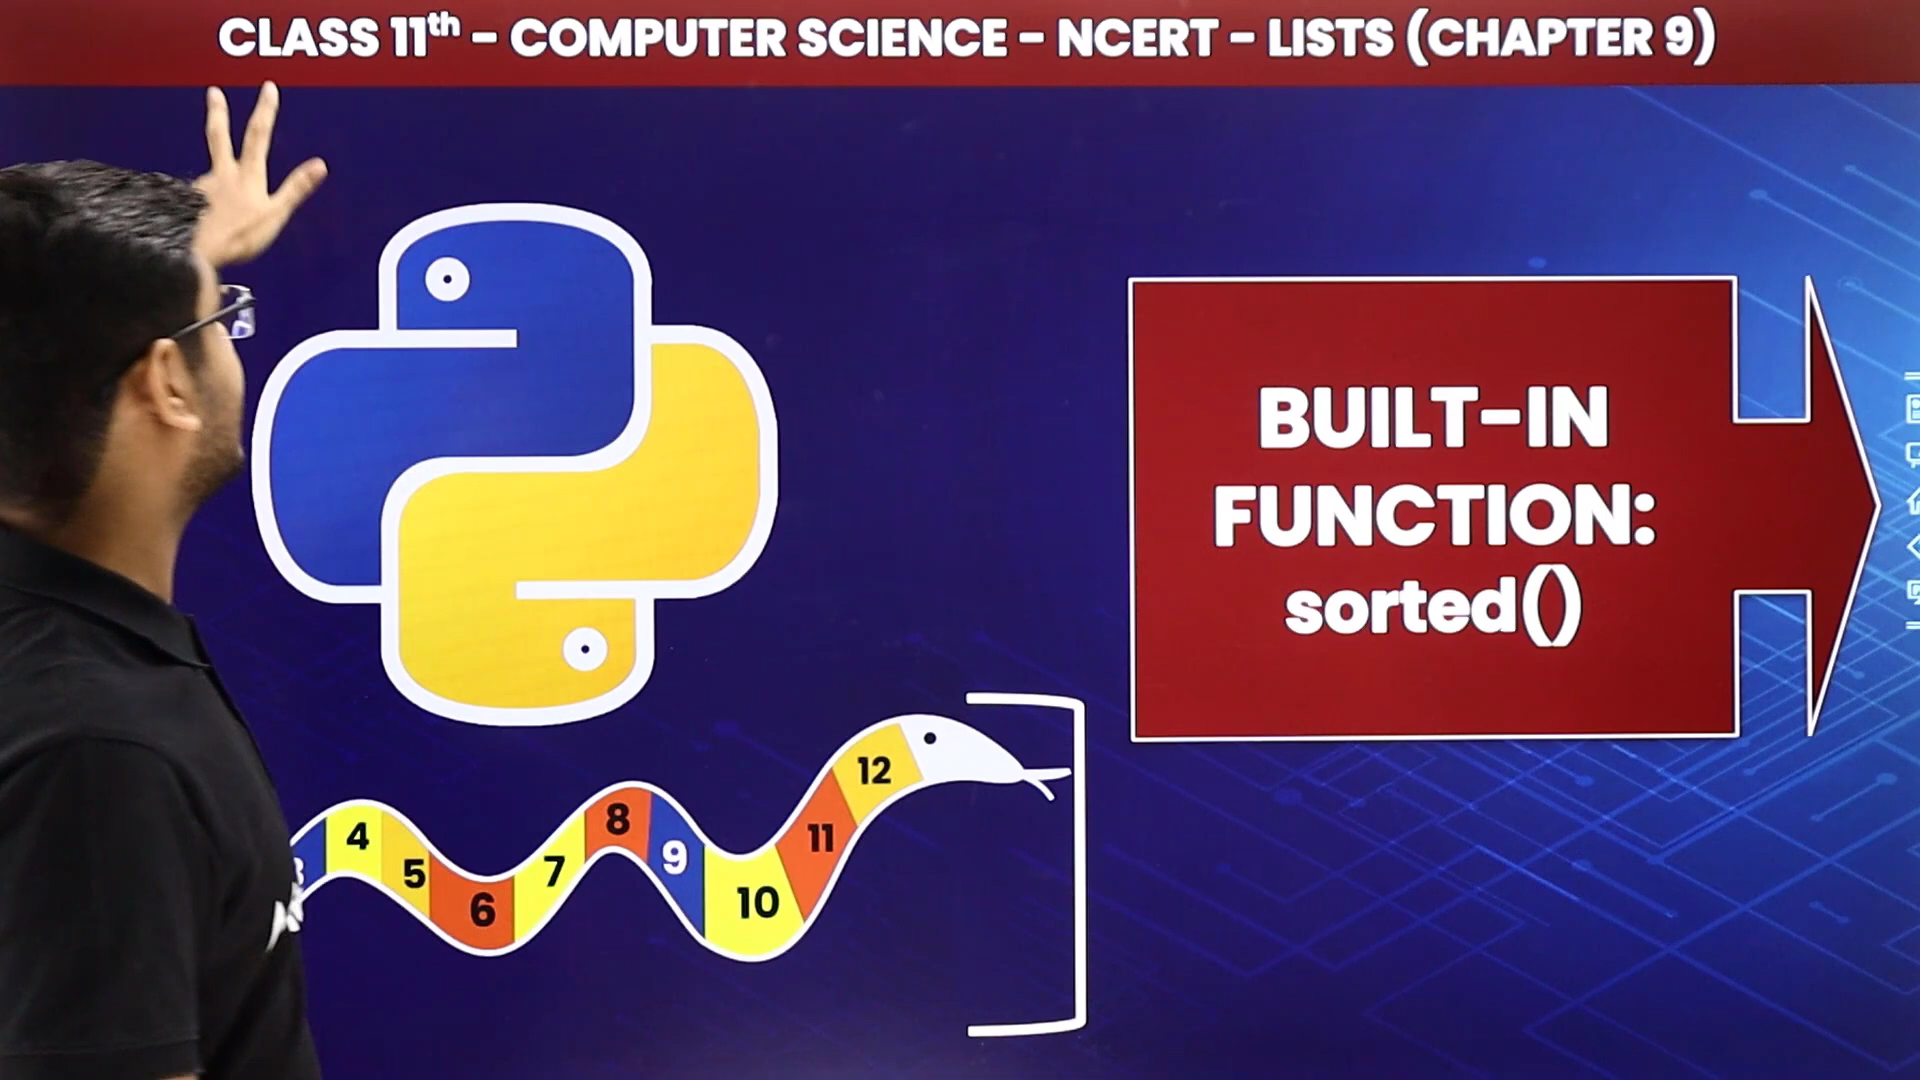 CLASS 11th - COMPUTER SCIENCE - NCERT - LISTS (CHAPTER 9)
BUILT-IN
FUNCTION:
sorted()
4
5
6
7
8
9
10
11
12